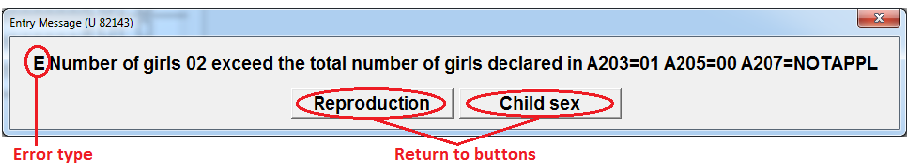 Entry Message (U 82143)
E Number of girls 02 exceed the total number of girls declared in A203=01 A205=00 A207=NOTAPPL
Reproduction Child sex
Error type Return to buttons